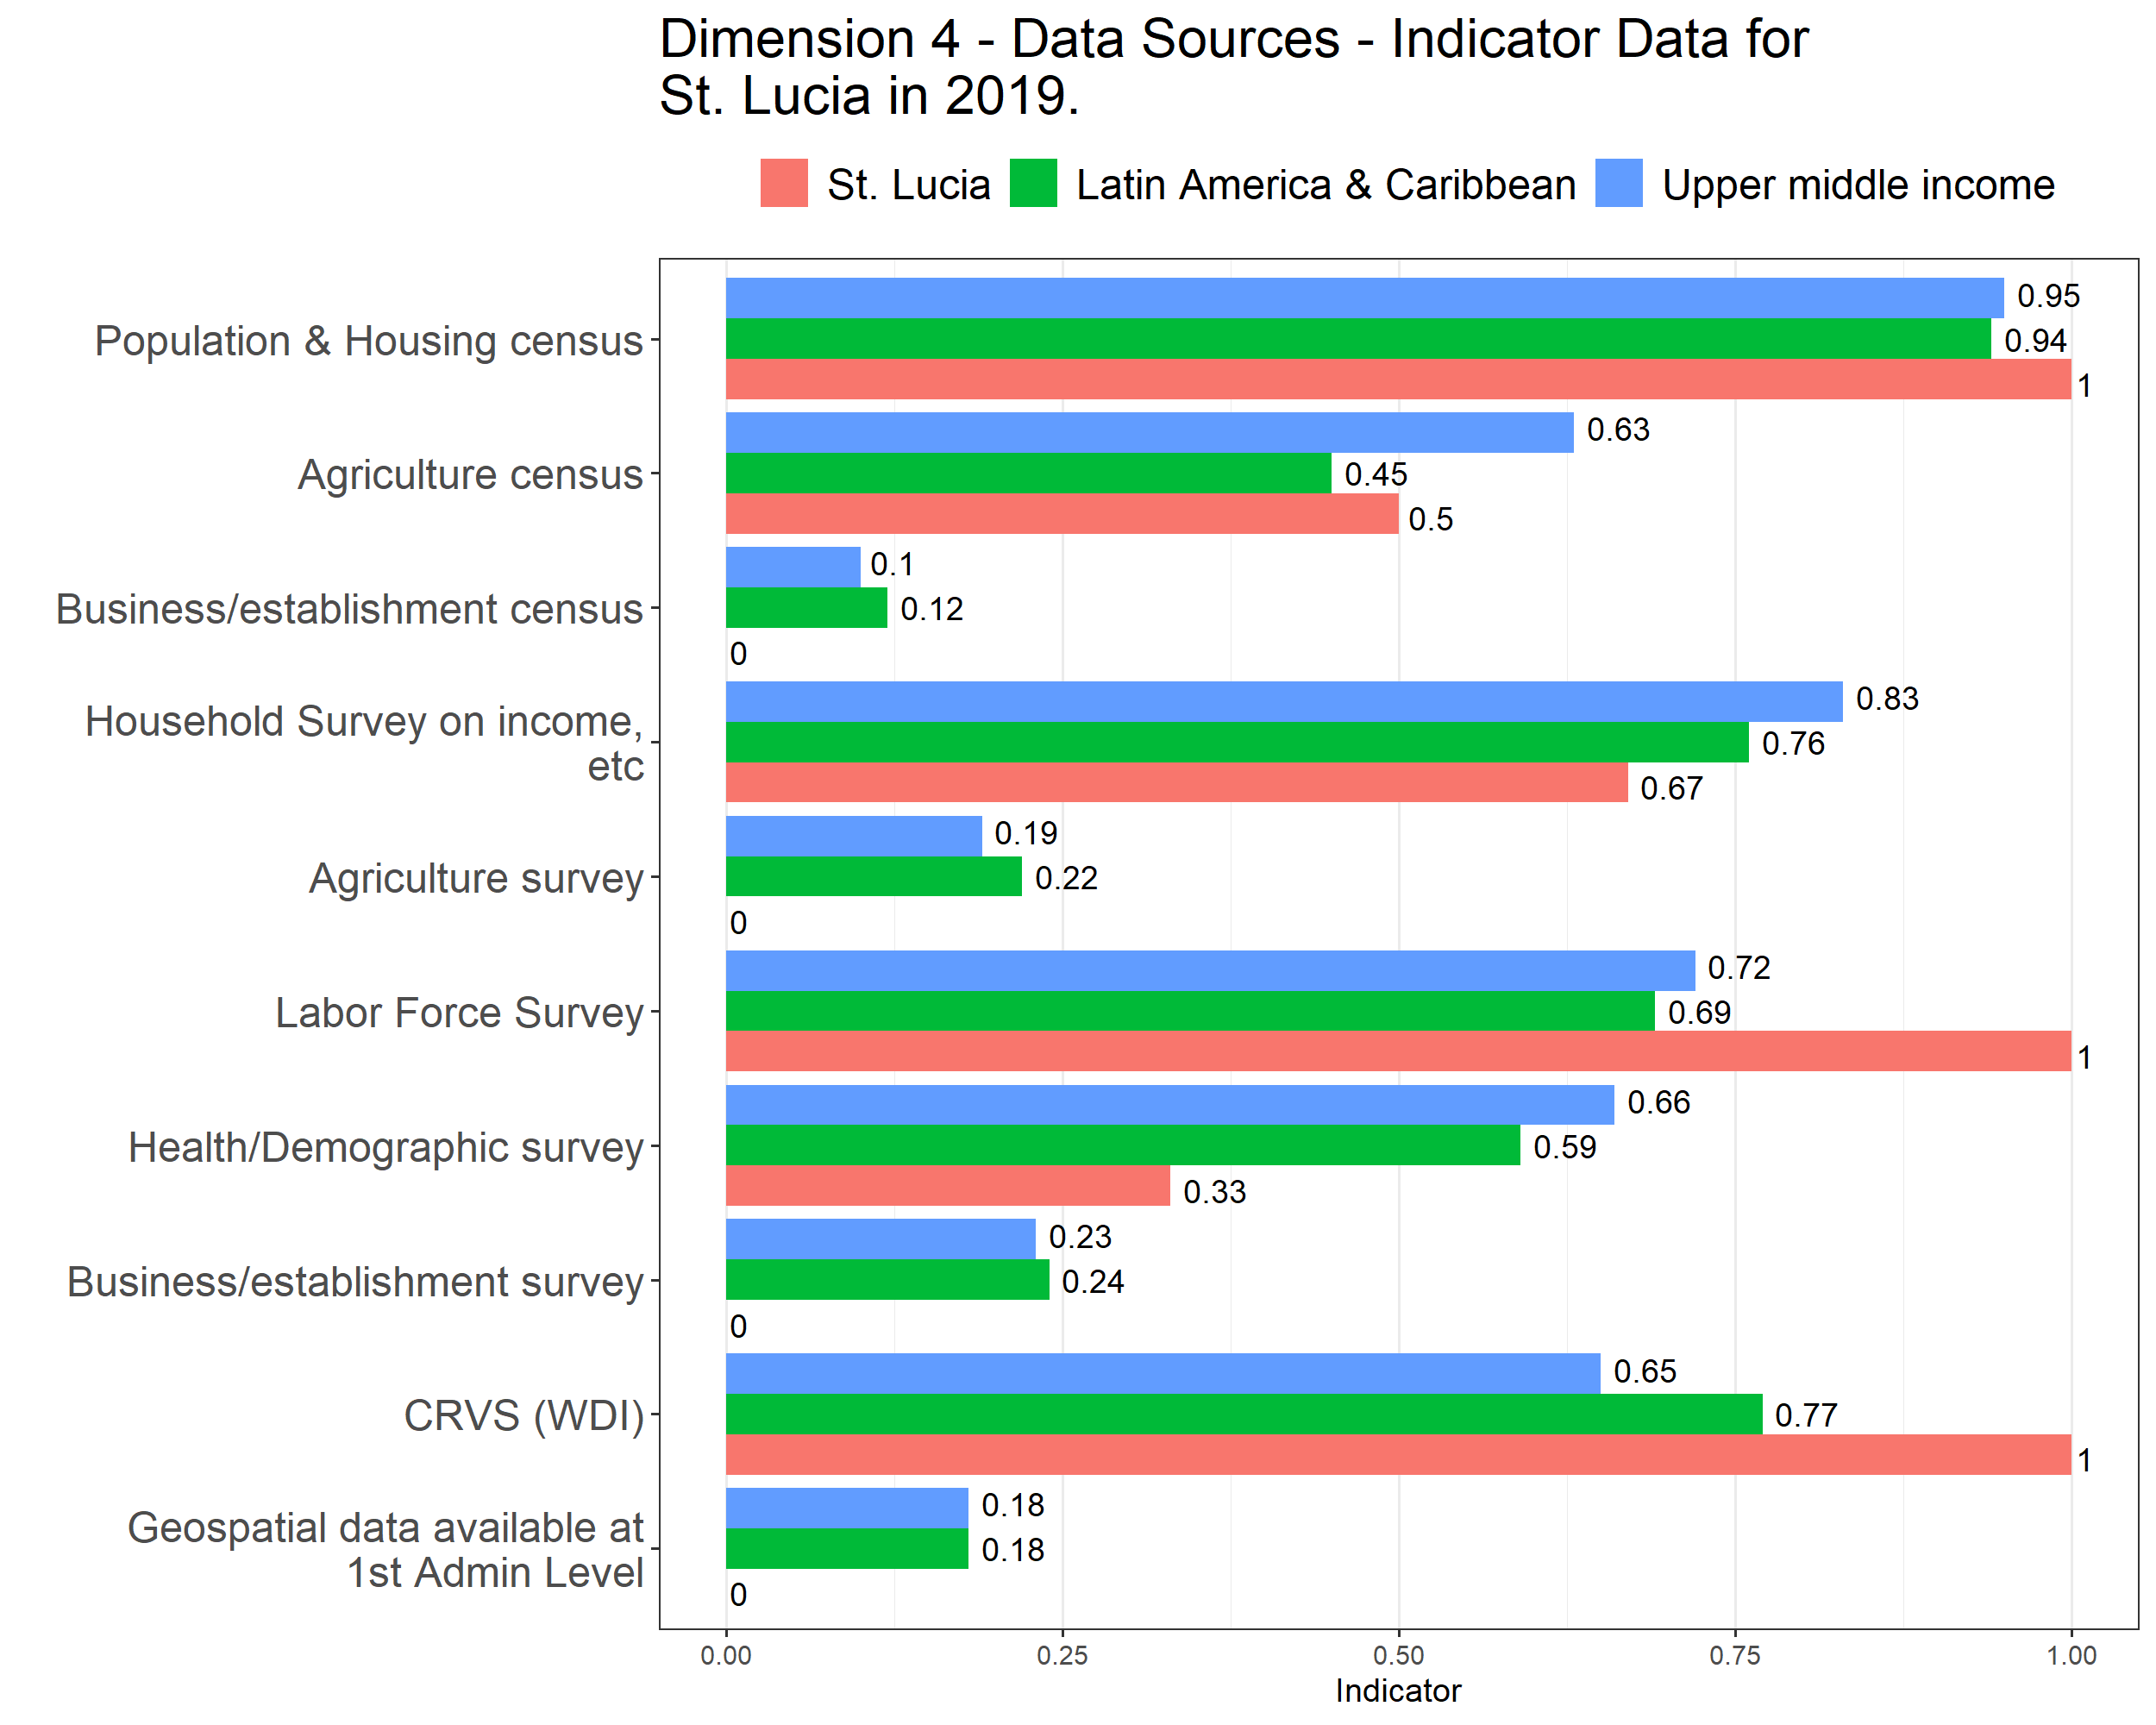 Dimension 4 - Data Sources - Indicator Data for
St. Lucia in 2019.
St. Lucia
Latin America & Caribbean
Upper middle income
Population & Housing census
0.95
0.94
1
Agriculture census
0.63
0.45
0.5
Business/establishment census
0.1
0.12
0
Household Survey on income,
etc
0.83
0.76
0.67
Agriculture survey
0.19
0.22
0
Labor Force Survey
0.72
0.69
1
Health/Demographic survey
0.66
0.59
0.33
Business/establishment survey
0.23
0.24
0
CRVS (WDI)
0.65
0.77
1
Geospatial data available at
1st Admin Level
0.18
0.18
0
0.00
0.25
0.50
0.75
1.00
Indicator